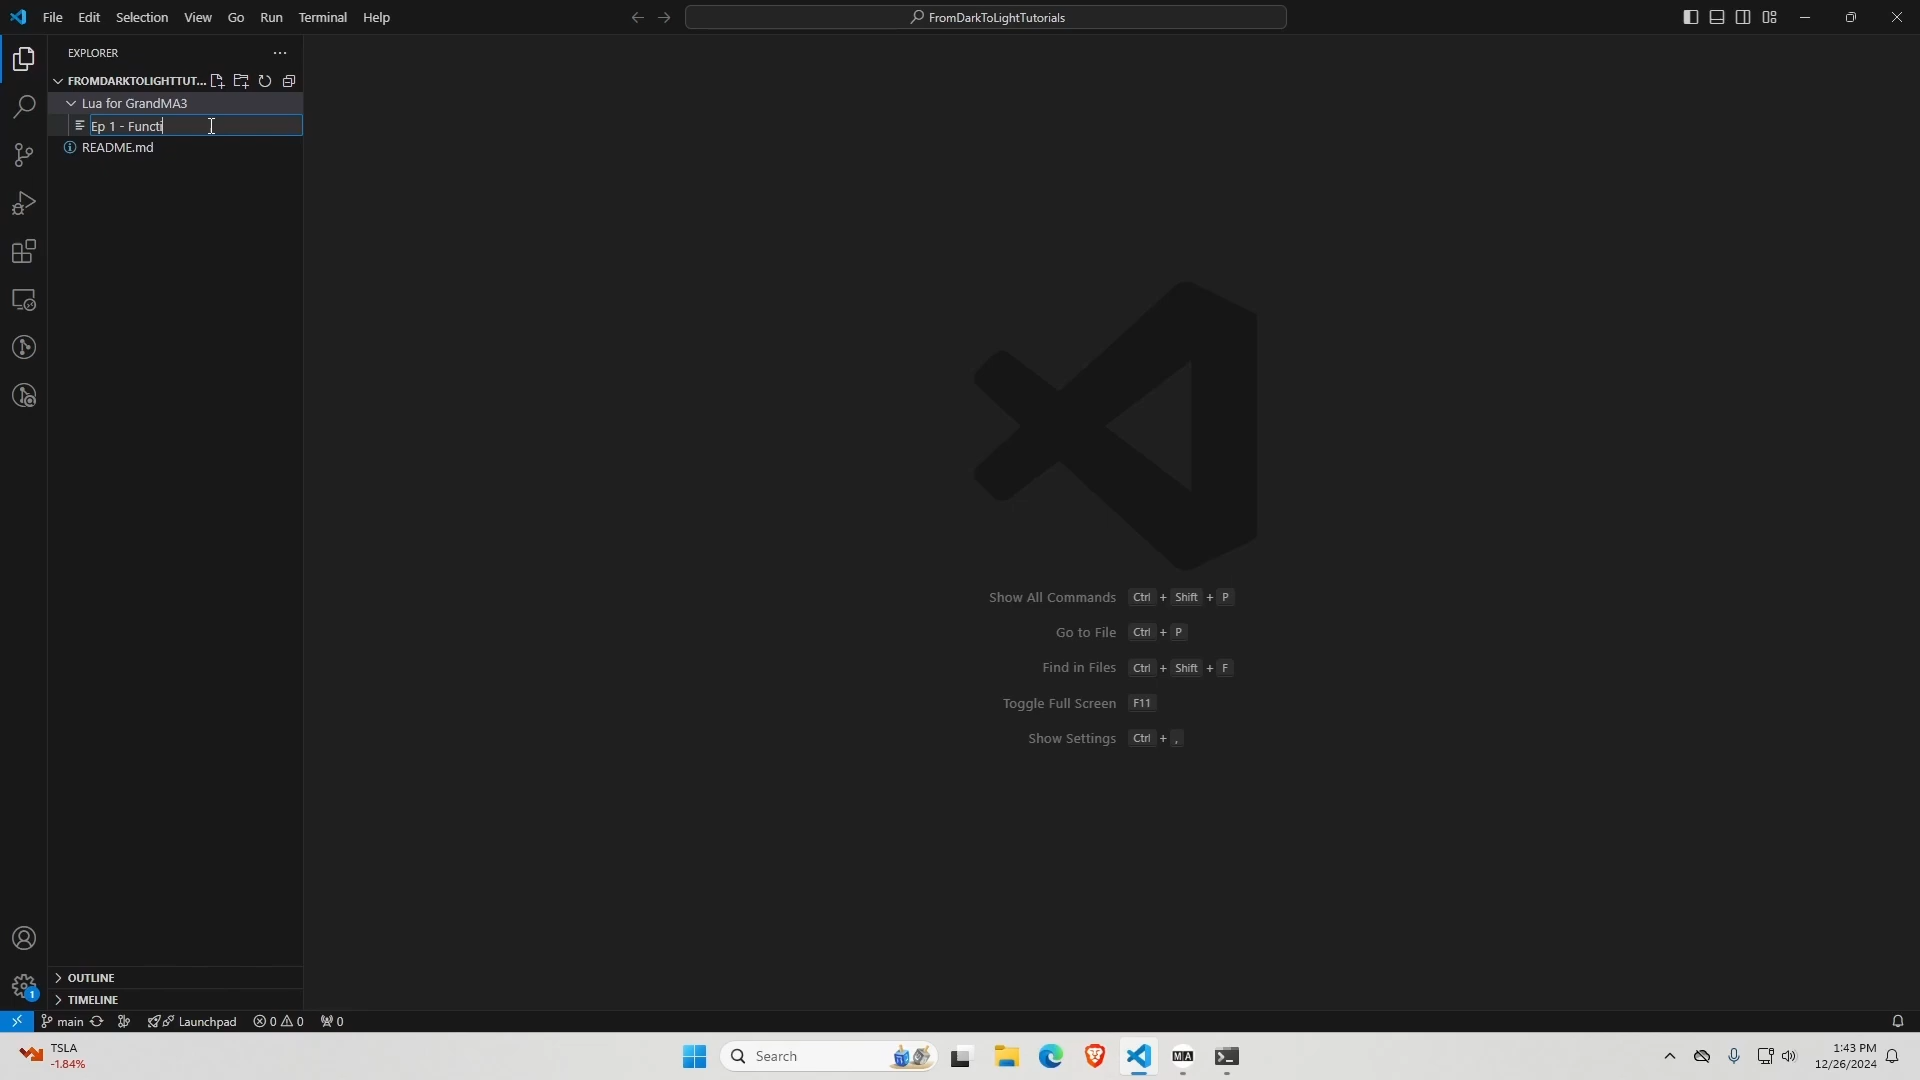 File Edit Selection View Go Run Terminal Help
FromDarkToLightTutorials
EXPLORER
FROMDARKTOLIGHTTUT...
Lua for GrandMA3
Ep 1 - Functi
README.md
Show All Commands Ctrl + Shift + P
Go to File Ctrl + P
Find in Files Ctrl + Shift + F
Toggle Full Screen F11
Show Settings Ctrl + ,
OUTLINE
1
TIMELINE
main Launchpad 0 0 0
TSLA
-1.84%
Search
MA
1:43 PM
12/26/2024